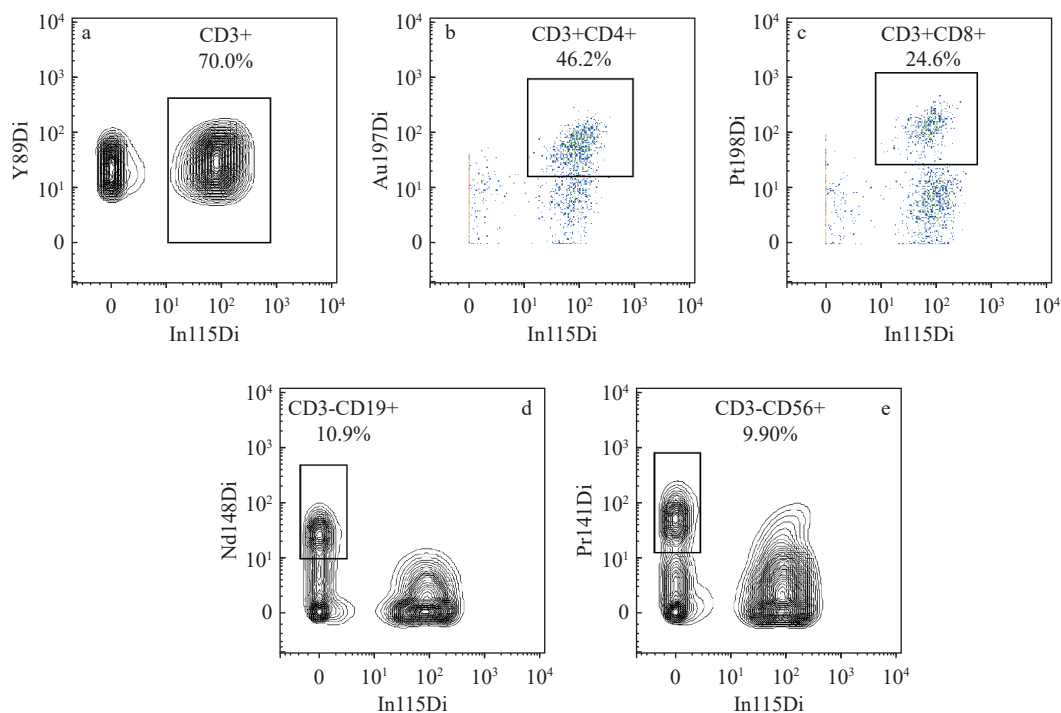 a
CD3+
70.0%
10⁴
10³
10²
10¹
0
Y89Di
0
10¹
10²
10³
10⁴
In115Di
b
CD3+CD4+
46.2%
10⁴
10³
10²
10¹
0
Au197Di
0
10¹
10²
10³
10⁴
In115Di
c
CD3+CD8+
24.6%
10⁴
10³
10²
10¹
0
Pt198Di
0
10¹
10²
10³
10⁴
In115Di
CD3-CD19+
10.9%
d
10⁴
10³
10²
10¹
0
Nd148Di
0
10¹
10²
10³
10⁴
In115Di
CD3-CD56+
9.90%
e
10⁴
10³
10²
10¹
0
Pr141Di
0
10¹
10²
10³
10⁴
In115Di